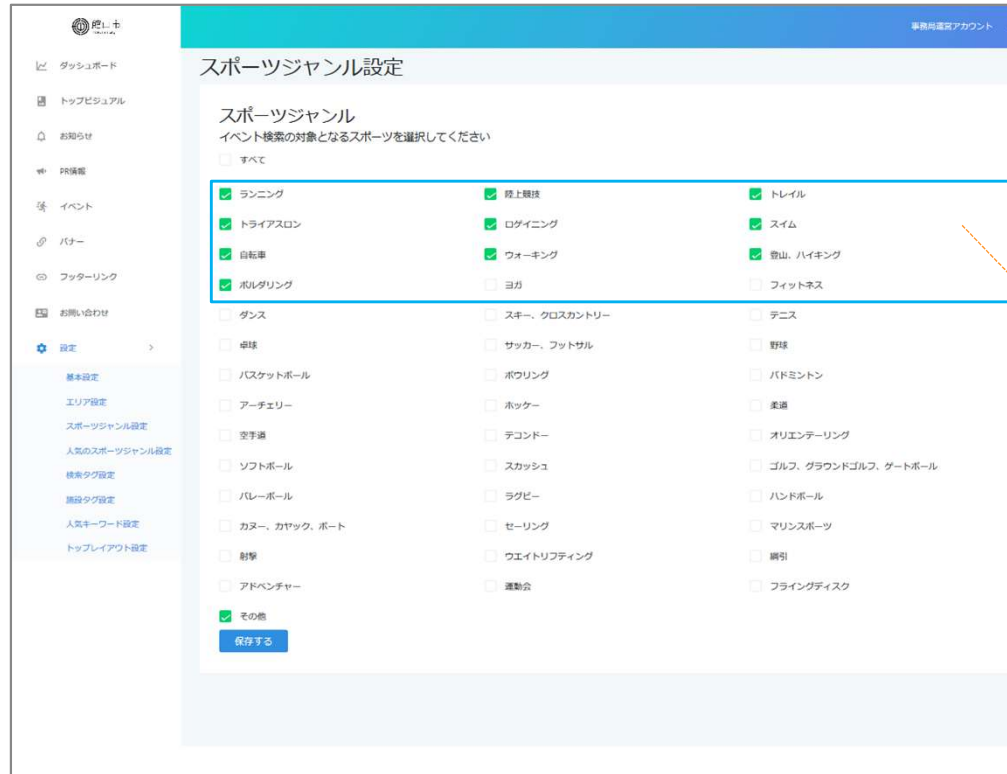 事務局運営アカウント
ダッシュボード
トップビジュアル
お知らせ
PR情報
イベント
バナー
フッターリンク
お問い合わせ
設定
基本設定
エリア設定
スポーツジャンル設定
人気のスポーツジャンル設定
検索タグ設定
施設タグ設定
人気キーワード設定
トップレイアウト設定
スポーツジャンル設定
スポーツジャンル
イベント検索の対象となるスポーツを選択してください
すべて
ランニング 陸上競技 トレイル
トライアスロン ロゲイニング スイム
自転車 ウォーキング 登山、ハイキング
ボルダリング ヨガ フィットネス
ダンス スキー、クロスカントリー テニス
卓球 サッカー、フットサル 野球
バスケットボール ボウリング バドミントン
アーチェリー ホッケー 柔道
空手道 テコンドー オリエンテーリング
ソフトボール スカッシュ ゴルフ、グラウンドゴルフ、ゲートボール
バレーボール ラグビー ハンドボール
カヌー、カヤック、ボート セーリング マリンスポーツ
射撃 ウエイトリフティング 綱引
アドベンチャー 運動会 フライングディスク
その他
保存する